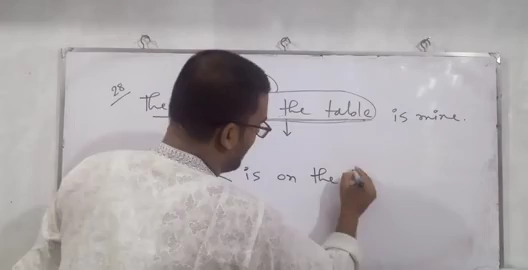 28 the the table is mine.
is on the